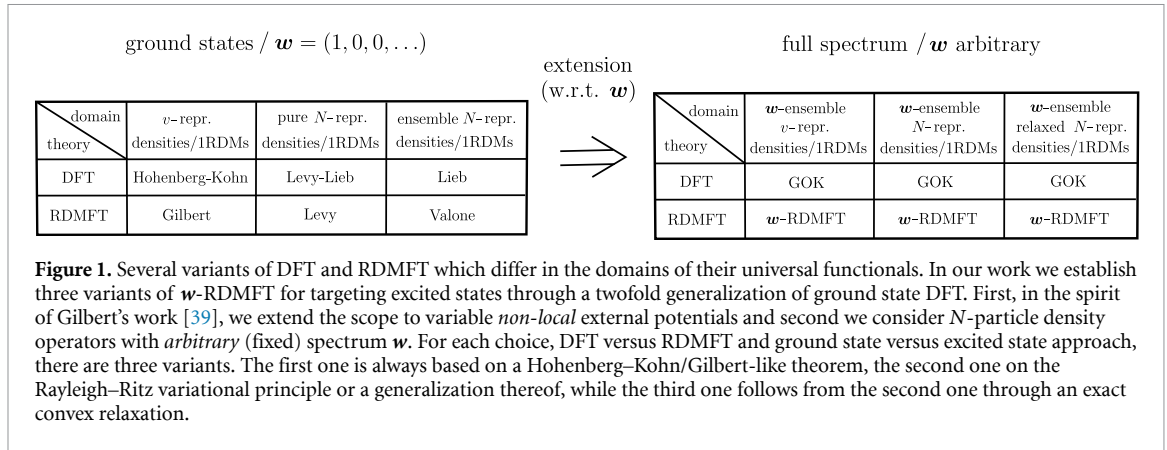 ground states / w = (1, 0, 0, …)
full spectrum / w arbitrary
extension
(w.r.t. w)
domain
theory
v–repr.
densities/1RDMs
pure N–repr.
densities/1RDMs
ensemble N–repr.
densities/1RDMs
DFT
Hohenberg-Kohn
Levy-Lieb
Lieb
RDMFT
Gilbert
Levy
Valone
domain
theory
w-ensemble
v–repr.
densities/1RDMs
w-ensemble
N–repr.
densities/1RDMs
w-ensemble
relaxed N–repr.
densities/1RDMs
DFT
GOK
GOK
GOK
RDMFT
w-RDMFT
w-RDMFT
w-RDMFT
Figure 1. Several variants of DFT and RDMFT which differ in the domains of their universal functionals. In our work we establish
three variants of w-RDMFT for targeting excited states through a twofold generalization of ground state DFT. First, in the spirit
of Gilbert's work [39], we extend the scope to variable non-local external potentials and second we consider N-particle density
operators with arbitrary (fixed) spectrum w. For each choice, DFT versus RDMFT and ground state versus excited state approach,
there are three variants. The first one is always based on a Hohenberg–Kohn/Gilbert-like theorem, the second one on the
Rayleigh–Ritz variational principle or a generalization thereof, while the third one follows from the second one through an exact
convex relaxation.